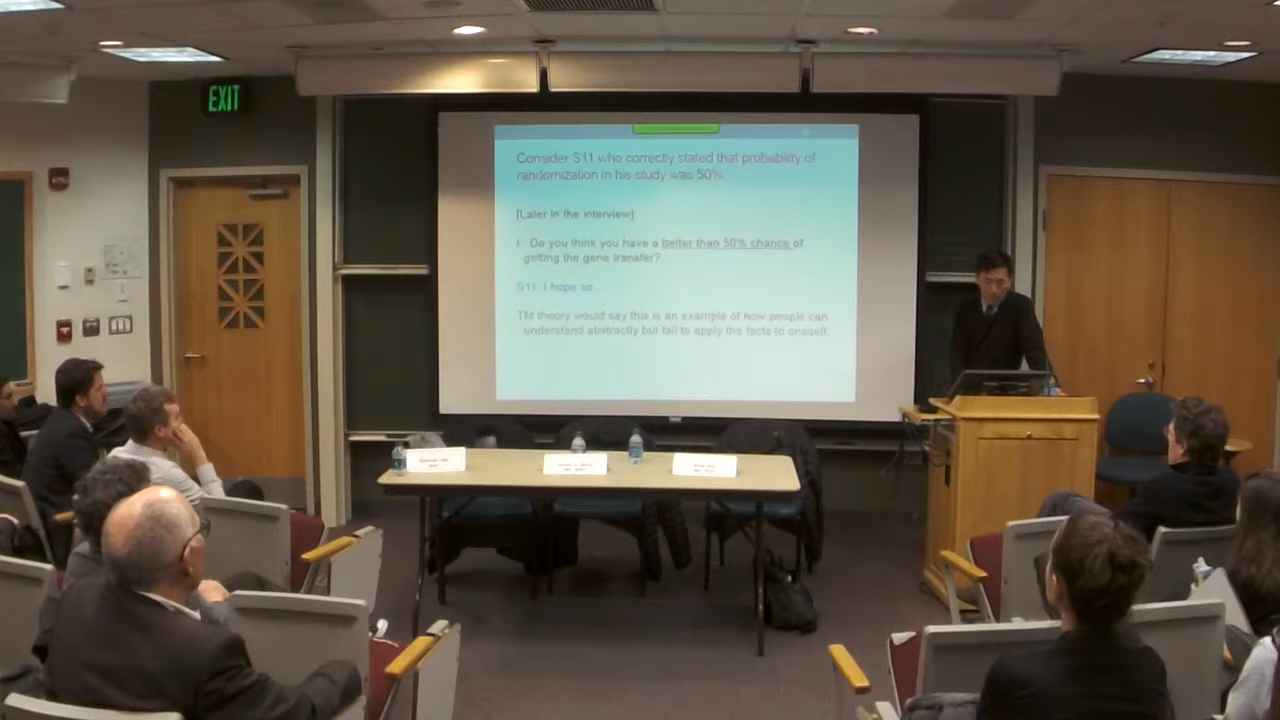 EXIT
Consider S11 who correctly stated that probability of
randomization in his study was 50%.
[Later in the interview]
I: Do you think you have a better than 50% chance of
getting the gene transfer?
S11: I hope so.
TM theory would say this is an example of how people can
understand abstractly but fail to apply the facts to oneself.